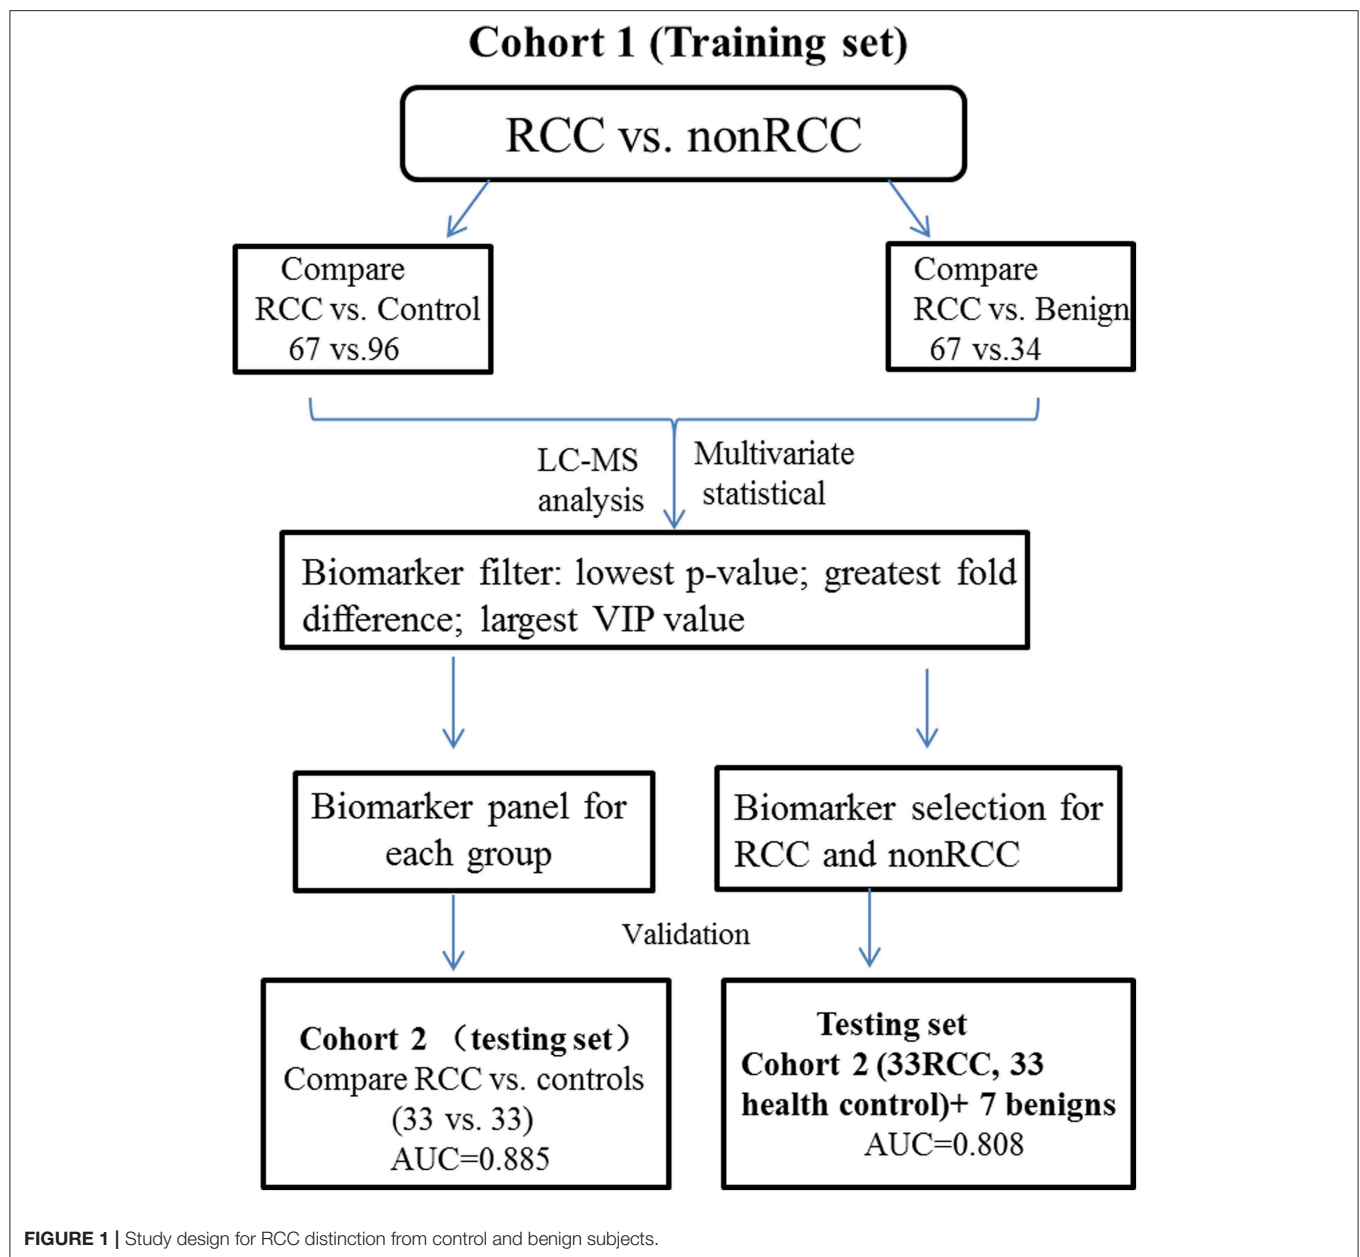 Cohort 1 (Training set)
RCC vs. nonRCC
Compare
RCC vs. Control
67 vs.96
Compare
RCC vs. Benign
67 vs.34
LC-MS
analysis
Multivariate
statistical
Biomarker filter: lowest p-value; greatest fold
difference; largest VIP value
Biomarker panel for
each group
Biomarker selection for
RCC and nonRCC
Validation
Cohort 2 （testing set）
Compare RCC vs. controls
(33 vs. 33)
AUC=0.885
Testing set
Cohort 2 (33RCC, 33
health control)+ 7 benigns
AUC=0.808
FIGURE 1 | Study design for RCC distinction from control and benign subjects.